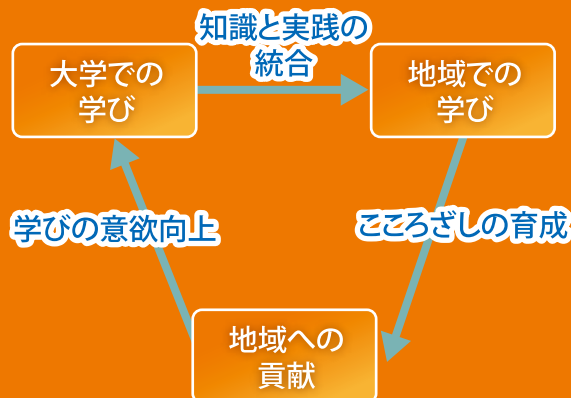 知識と実践の
統合
大学での
学び
地域での
学び
学びの意欲向上
こころざしの育成
地域への
貢献